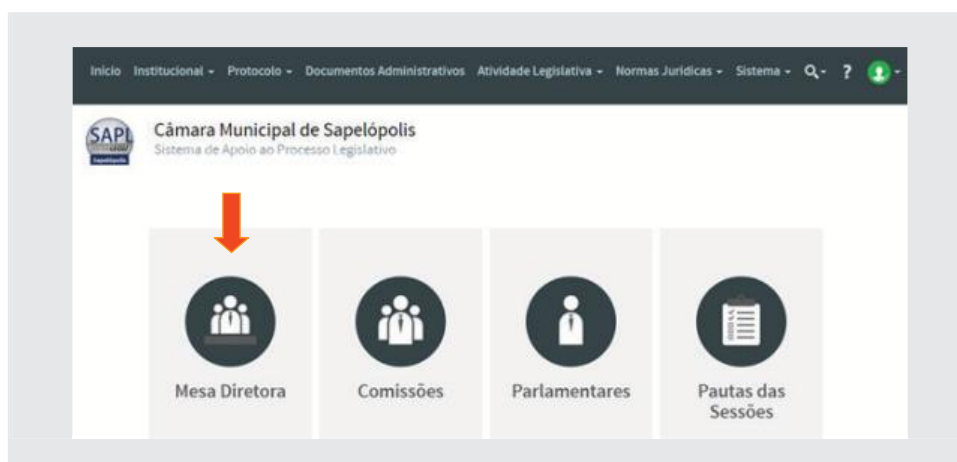 Início Institucional Protocolo Documentos Administrativos Atividade Legislativa Normas Jurídicas Sistema ?
SAPL
Câmara Municipal de Sapelópolis
Sistema de Apoio ao Processo Legislativo
Sapelópolis
Mesa Diretora Comissões Parlamentares Pautas das
Sessões